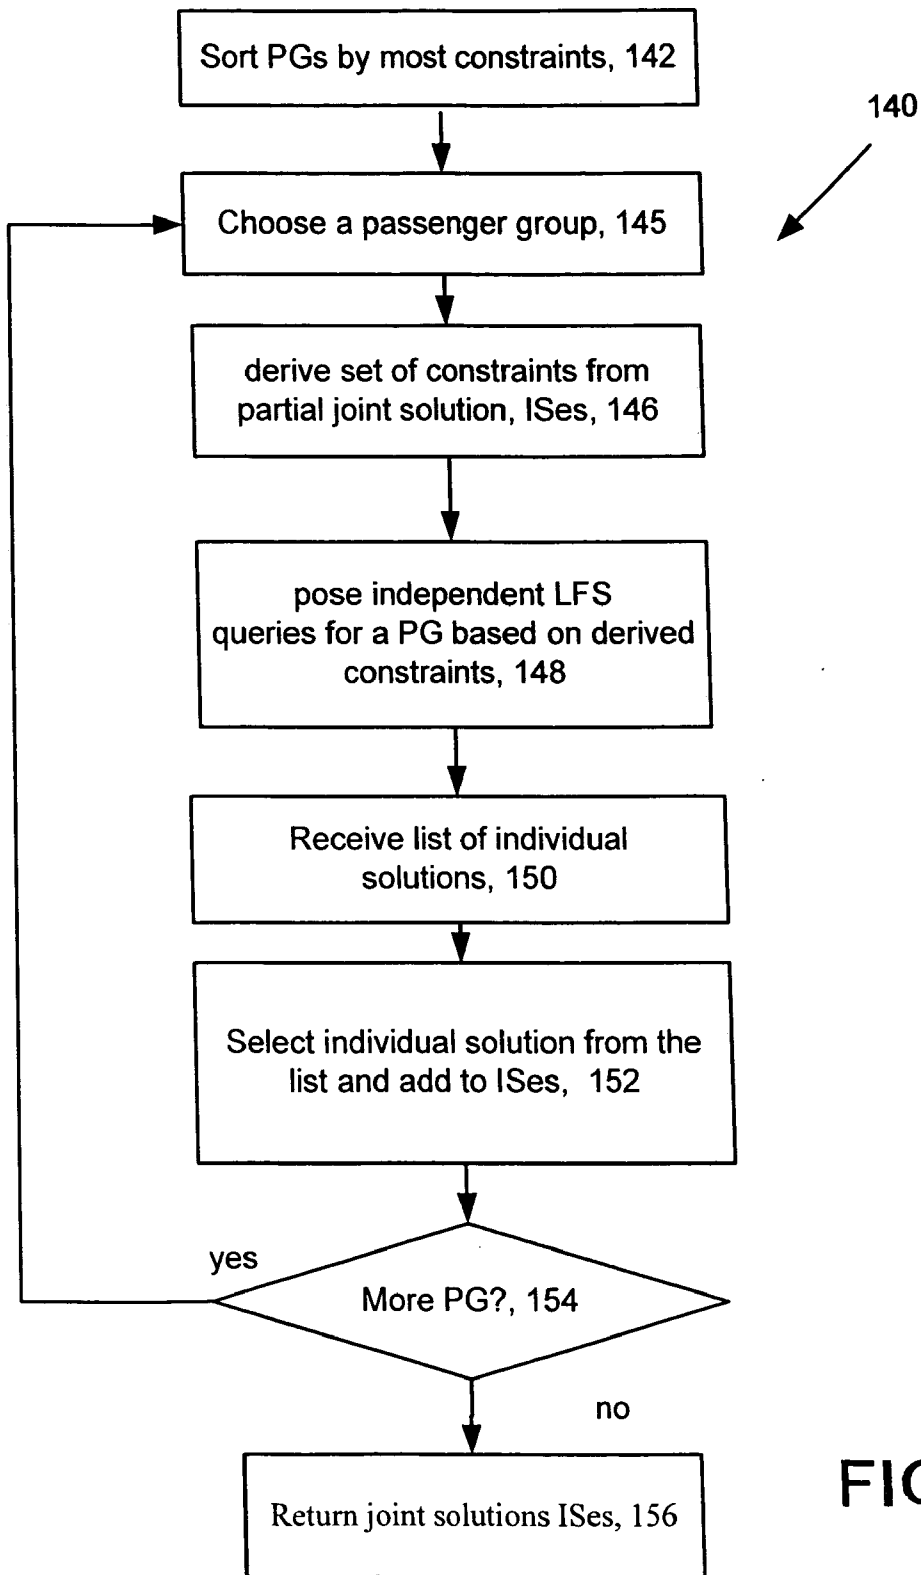 Sort PGs by most constraints, 142
140
Choose a passenger group, 145
derive set of constraints from
partial joint solution, ISes, 146
pose independent LFS
queries for a PG based on derived
constraints, 148
Receive list of individual
solutions, 150
Select individual solution from the
list and add to ISes, 152
yes
More PG?, 154
no
Return joint solutions ISes, 156